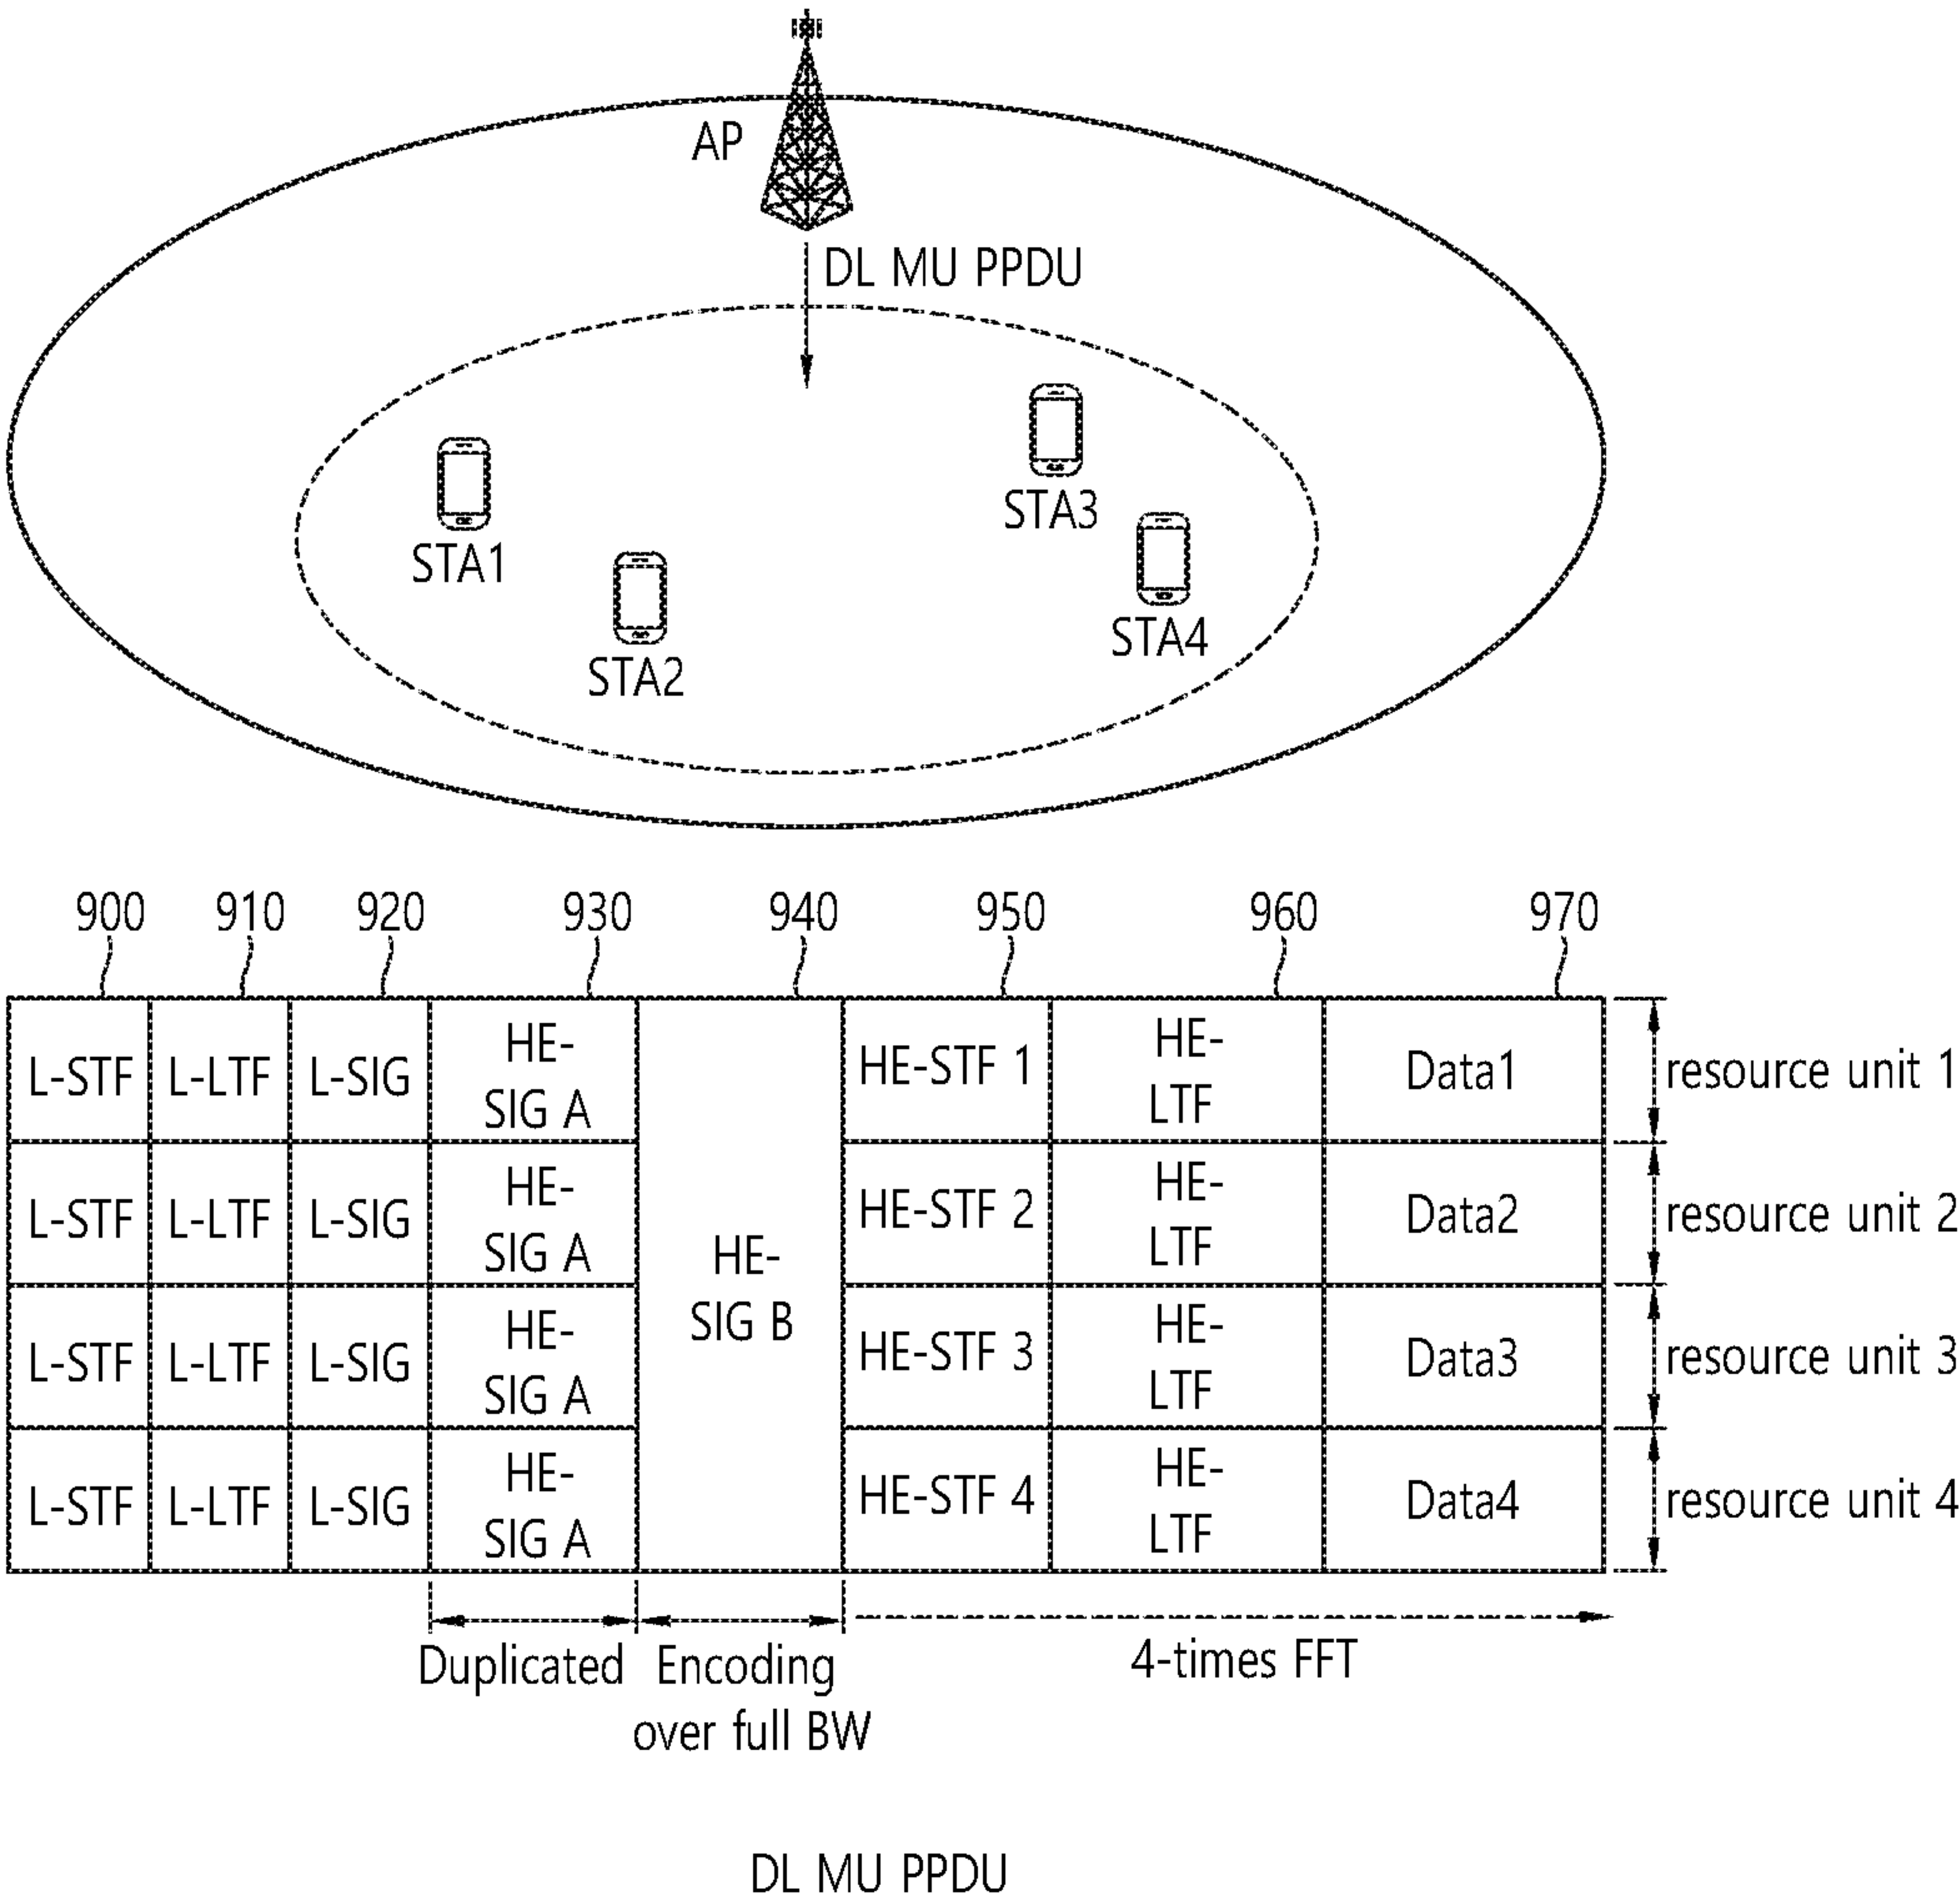 AP
DL MU PPDU
STA1
STA2
STA3
STA4
900 910 920 930 940 950 960 970
L-STF L-LTF L-SIG HE-SIG A HE-STF 1 HE-LTF Data1 resource unit 1
L-STF L-LTF L-SIG HE-SIG A HE-STF 2 HE-LTF Data2 resource unit 2
HE-SIG B
L-STF L-LTF L-SIG HE-SIG A HE-STF 3 HE-LTF Data3 resource unit 3
L-STF L-LTF L-SIG HE-SIG A HE-STF 4 HE-LTF Data4 resource unit 4
Duplicated
Encoding
over full BW
4-times FFT
DL MU PPDU